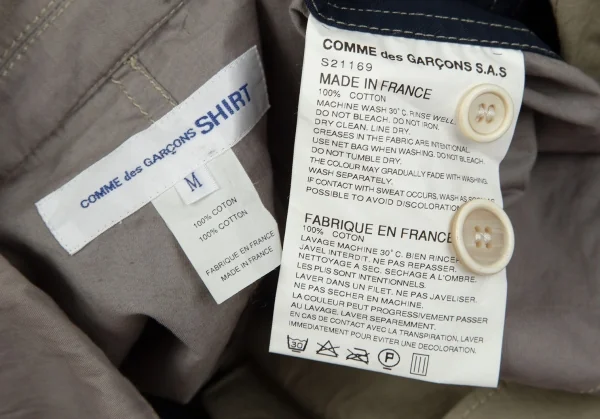 COMME des GARÇONS SHIRT
M
100% COTON
100% COTTON
FABRIQUE EN FRANCE
MADE IN FRANCE
COMME des GARÇONS S.A.S
S21169
MADE IN FRANCE
100% COTTON
MACHINE WASH 30°C. RINSE WELL.
DO NOT BLEACH. DO NOT IRON.
DRY CLEAN. LINE DRY.
CREASES IN THE FABRIC ARE INTENTIONAL.
USE NET BAG WHEN WASHING. DO NOT BLEACH.
DO NOT TUMBLE DRY.
THE COLOUR MAY GRADUALLY FADE WITH WASHING.
WASH SEPARATELY.
IF CONTACT WITH SWEAT OCCURS, WASH AS
POSSIBLE TO AVOID DISCOLORATION
FABRIQUE EN FRANCE
100% COTON
LAVAGE MACHINE 30°C. BIEN RINCER
JAVEL INTERDIT. NE PAS REPASSER.
NETTOYAGE A SEC. SECHAGE A L'OMBRE.
LES PLIS SONT INTENTIONNELS.
LAVER DANS UN FILET. NE PAS JAVELISER.
NE PAS SECHER EN MACHINE.
LA COULEUR PEUT PROGRESSIVEMENT PASSER
AU LAVAGE. LAVER SEPAREMMENT.
EN CAS DE CONTACT AVEC LA TRANSPIRATION, LAVER
IMMEDIATEMENT POUR EVITER UNE DECOLORATION.
30 P